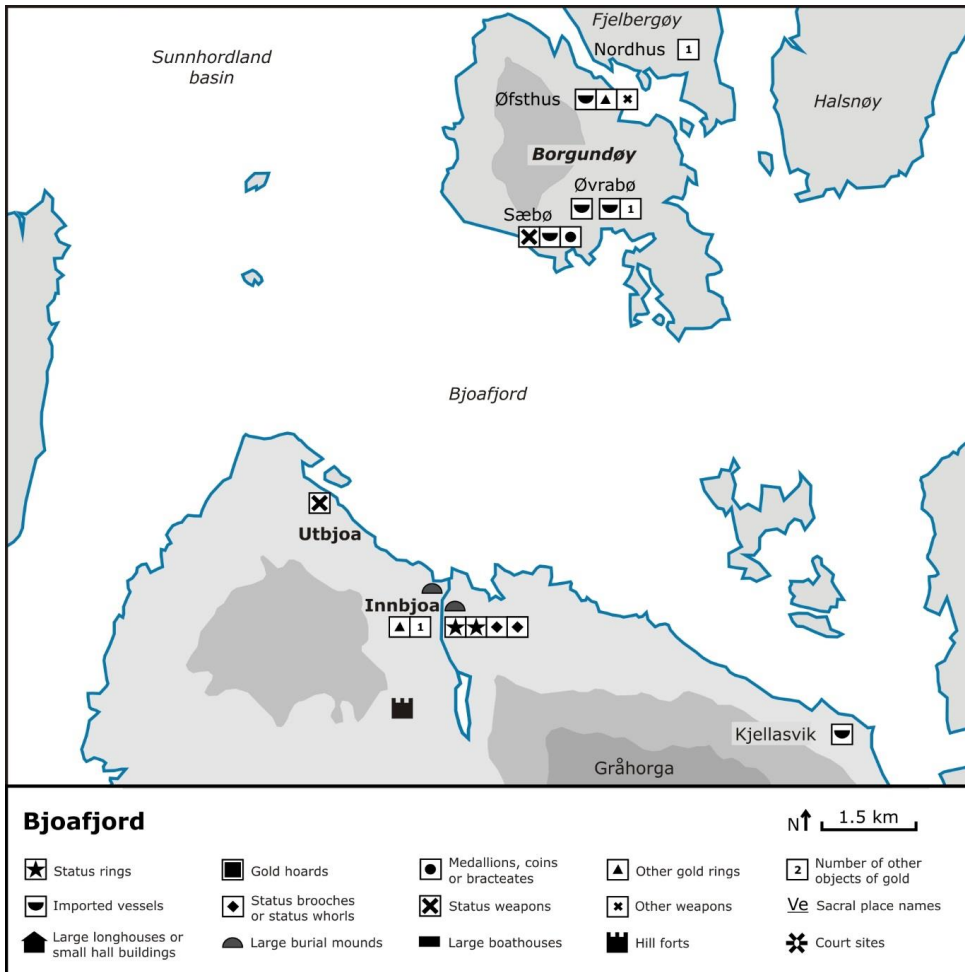 Fjelbergøy
Sunnhordland
basin
Nordhus 1
Halsnøy
Øfsthus
Borgundøy
Øvrabø
1
Sæbø
Bjoafjord
Utbjoa
Innbjoa
1
Kjellasvik
Gråhorga
Bjoafjord
N 1.5 km
Status rings
Gold hoards
Medallions, coins
or bracteates
Other gold rings
2 Number of other
objects of gold
Imported vessels
Status brooches
or status whorls
Status weapons
Other weapons
Ve Sacral place names
Large longhouses or
small hall buildings
Large burial mounds
Large boathouses
Hill forts
Court sites